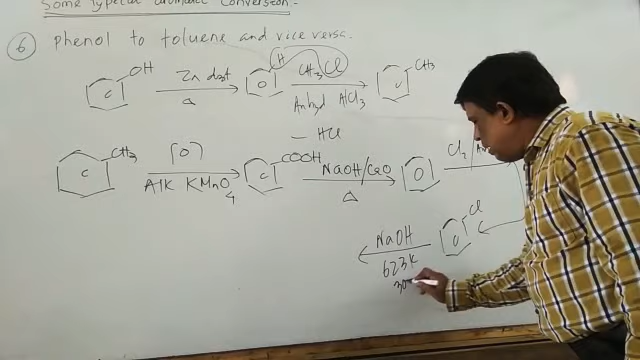 Some Typical aromatic Conversion:-
6 Phenol to toluene and vice versa.
OH Zn dust Δ H CH3 Cl Anhyd AlCl3 CH3
- HCl
CH3 [O] Alk KMnO4 COOH NaOH/CaO Δ Cl2 /
Cl
NaOH
623K
30